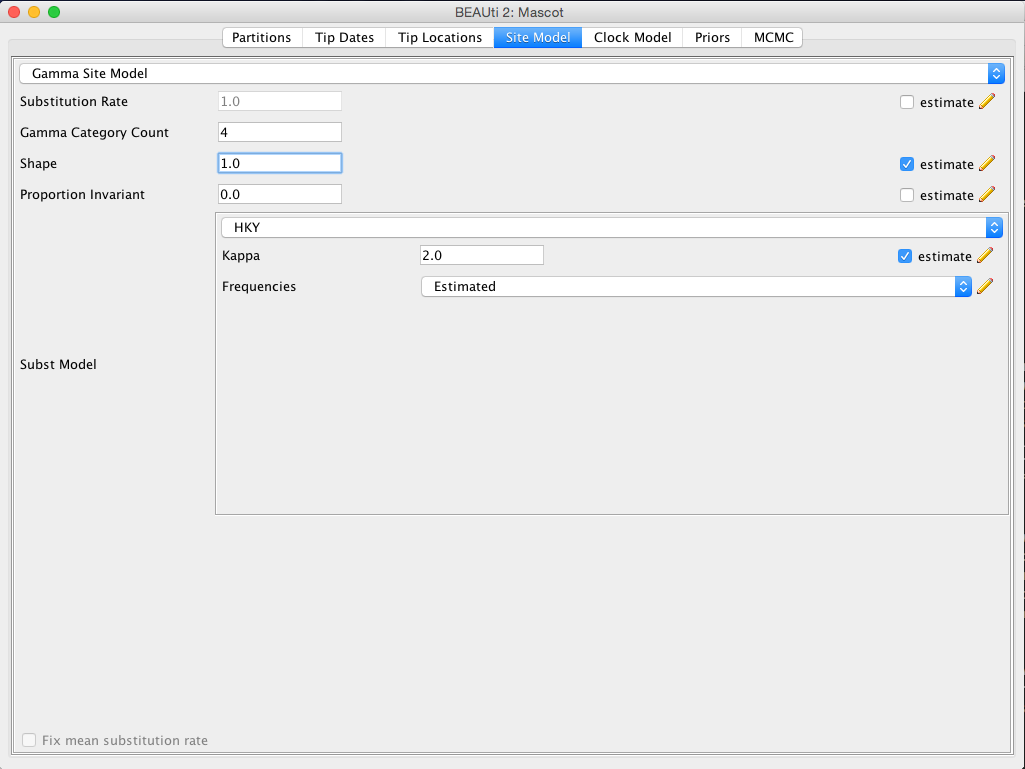 BEAUti 2: Mascot
Partitions Tip Dates Tip Locations Site Model Clock Model Priors MCMC
Gamma Site Model
Substitution Rate 1.0 estimate
Gamma Category Count 4
Shape 1.0 estimate
Proportion Invariant 0.0 estimate
HKY
Kappa 2.0 estimate
Frequencies Estimated
Subst Model
Fix mean substitution rate